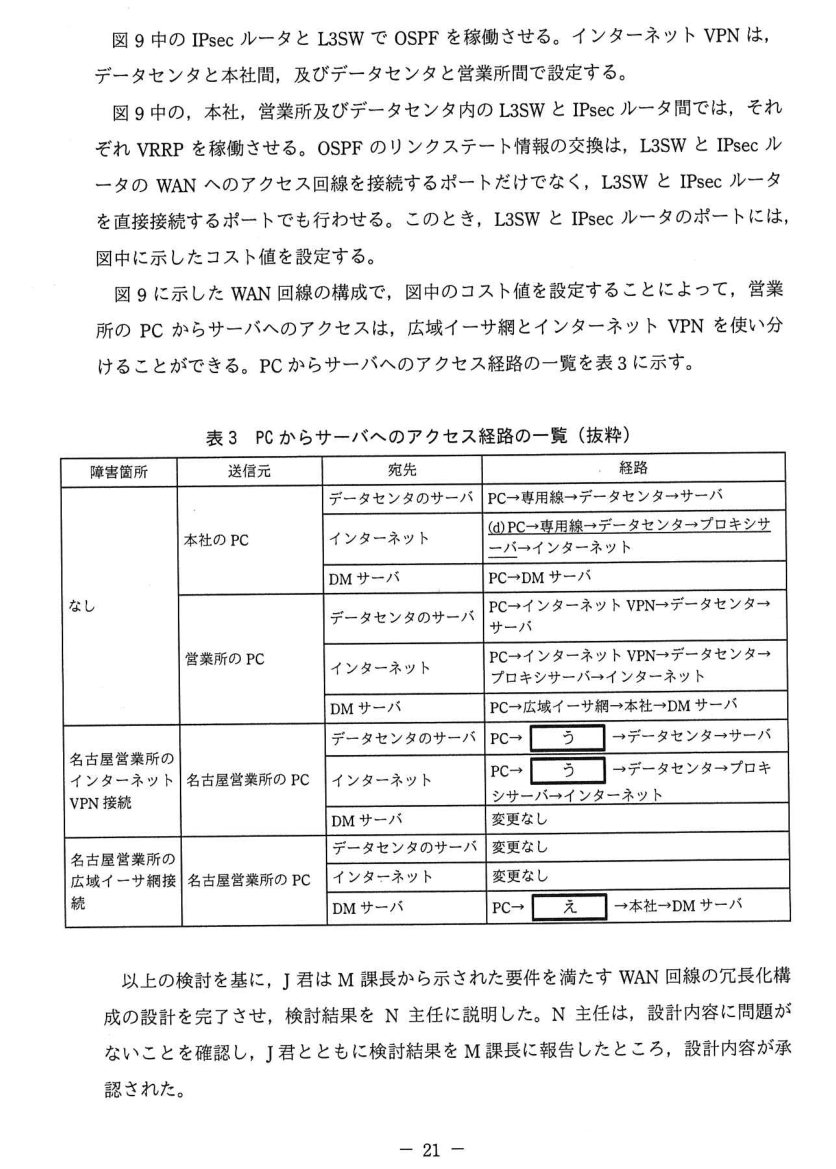 図 9 中の IPsec ルータと L3SW で OSPF を稼働させる。インターネット VPN は，
データセンタと本社間，及びデータセンタと営業所間で設定する。
図 9 中の，本社，営業所及びデータセンタ内の L3SW と IPsec ルータ間では，それ
ぞれ VRRP を稼働させる。OSPF のリンクステート情報の交換は，L3SW と IPsec ル
ータの WAN へのアクセス回線を接続するポートだけでなく，L3SW と IPsec ルータ
を直接接続するポートでも行わせる。このとき，L3SW と IPsec ルータのポートには，
図中に示したコスト値を設定する。
図 9 に示した WAN 回線の構成で，図中のコスト値を設定することによって，営業
所の PC からサーバへのアクセスは，広域イーサ網とインターネット VPN を使い分
けることができる。PC からサーバへのアクセス経路の一覧を表 3 に示す。
表 3　PC からサーバへのアクセス経路の一覧（抜粋）
障害箇所 送信元 宛先 経路
なし
本社の PC
データセンタのサーバ PC→専用線→データセンタ→サーバ
インターネット
(d)PC→専用線→データセンタ→プロキシサ
ーバ→インターネット
DM サーバ PC→DM サーバ
営業所の PC
データセンタのサーバ
PC→インターネット VPN→データセンタ→
サーバ
インターネット
PC→インターネット VPN→データセンタ→
プロキシサーバ→インターネット
DM サーバ PC→広域イーサ網→本社→DM サーバ
名古屋営業所の
インターネット
VPN 接続
名古屋営業所の PC
データセンタのサーバ PC→ う →データセンタ→サーバ
インターネット
PC→ う →データセンタ→プロキ
シサーバ→インターネット
DM サーバ 変更なし
名古屋営業所の
広域イーサ網接
続
名古屋営業所の PC
データセンタのサーバ 変更なし
インターネット 変更なし
DM サーバ PC→ え →本社→DM サーバ
以上の検討を基に，J 君は M 課長から示された要件を満たす WAN 回線の冗長化構
成の設計を完了させ，検討結果を N 主任に説明した。N 主任は，設計内容に問題が
ないことを確認し，J 君とともに検討結果を M 課長に報告したところ，設計内容が承
認された。
－ 21 －